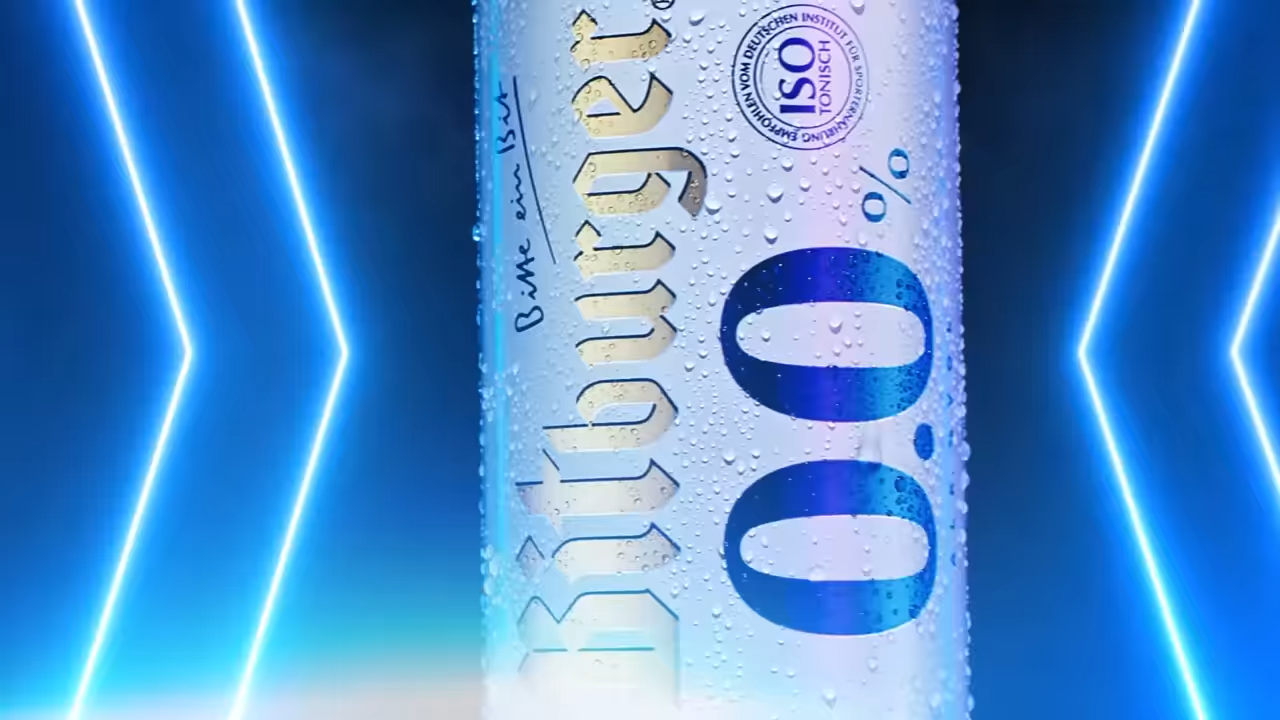 Bitte ein Bit
Bitburger®
0.0%
EMPFOHLEN VOM DEUTSCHEN INSTITUT FÜR SPORTERNÄHRUNG
ISO
TONISCH